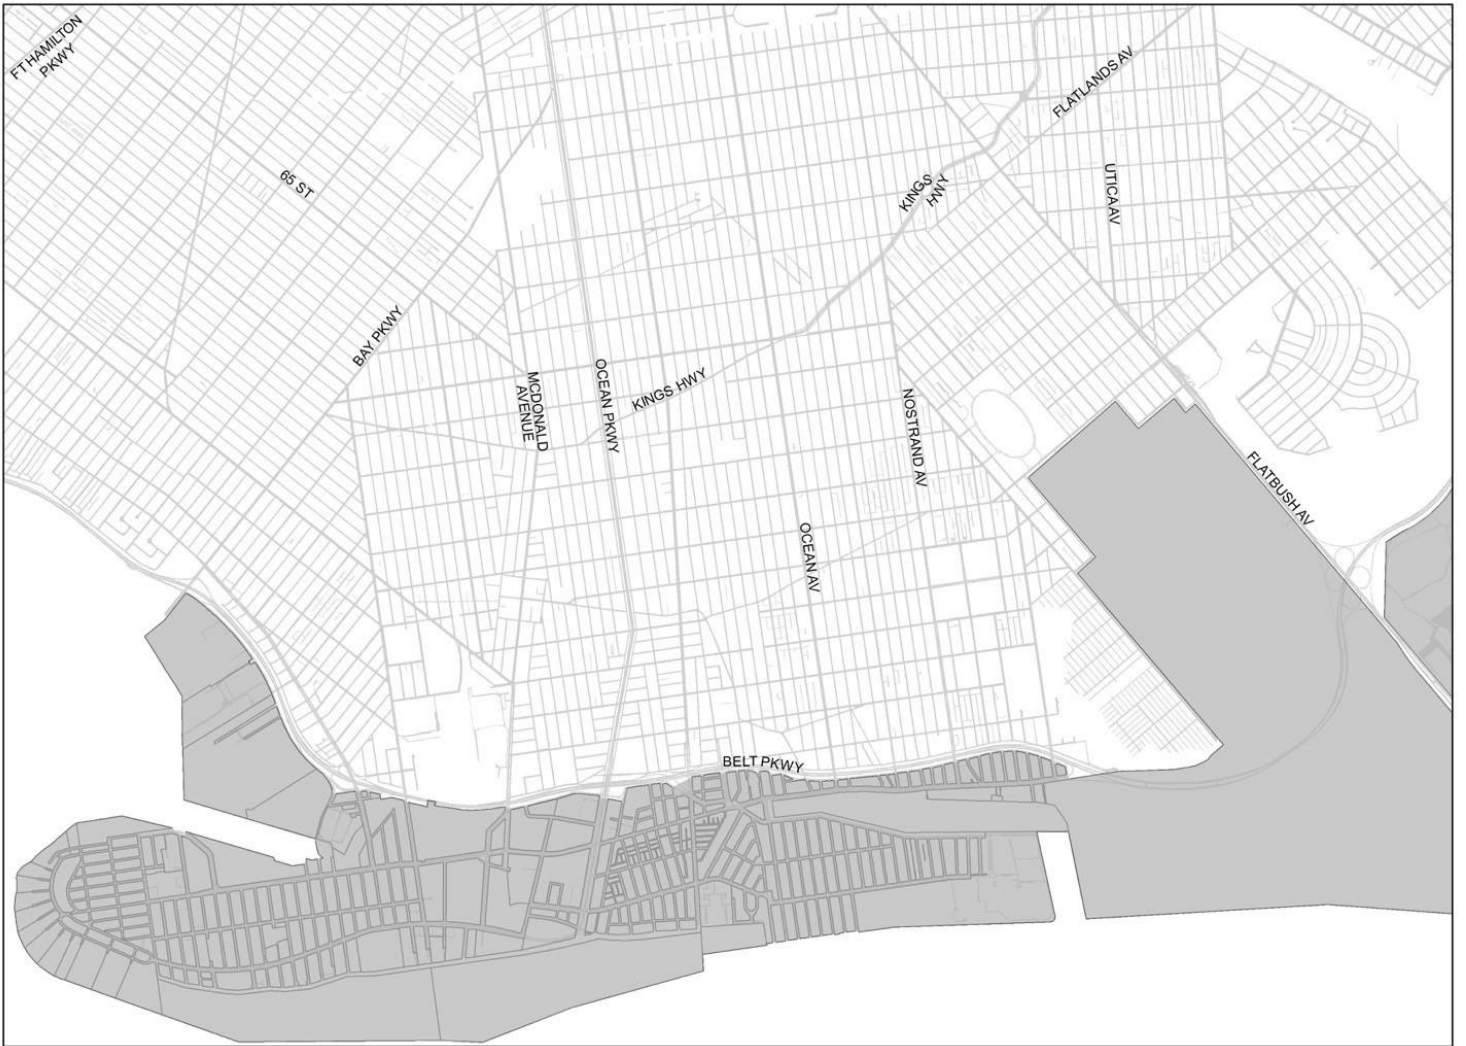 FT HAMILTON
PKWY
FLATLANDS AV
65 ST
KINGS
HWY
UTICA AV
BAY PKWY
MCDONALD
AVENUE
OCEAN PKWY
KINGS HWY
NOSTRAND AV
FLATBUSH AV
OCEAN AV
BELT PKWY